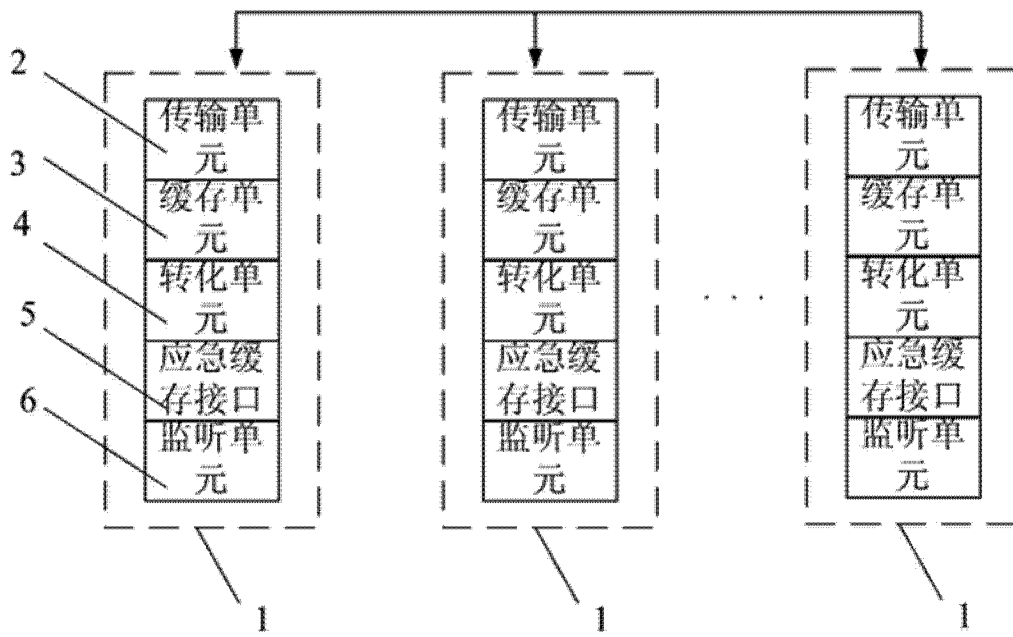 2
3
4
5
6
传输单
元
缓存单
元
转化单
元
应急缓
存接口
监听单
元
1
传输单
元
缓存单
元
转化单
元
应急缓
存接口
监听单
元
1
. . .
传输单
元
缓存单
元
转化单
元
应急缓
存接口
监听单
元
1